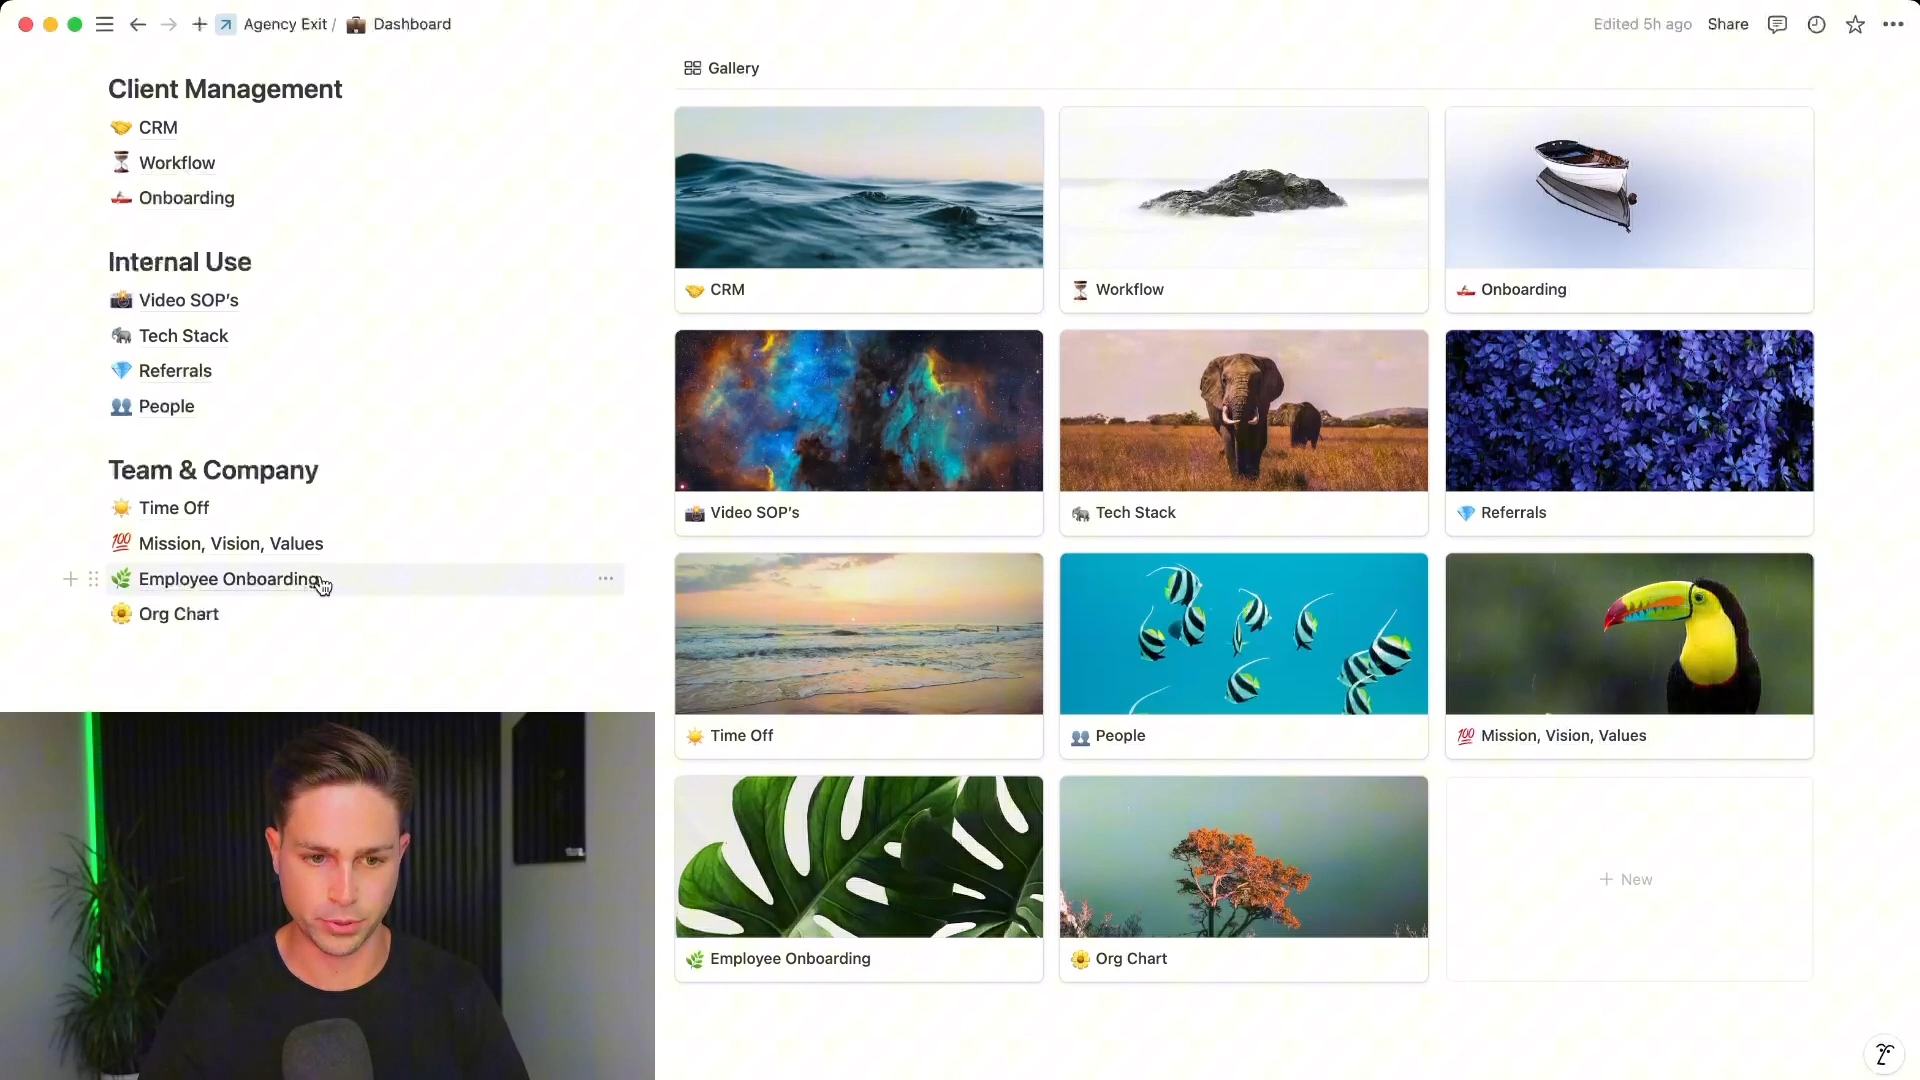 Agency Exit / Dashboard
Edited 5h ago Share
Client Management
CRM
Workflow
Onboarding
Internal Use
Video SOP's
Tech Stack
Referrals
People
Team & Company
Time Off
Mission, Vision, Values
Employee Onboarding
Org Chart
Gallery
CRM
Workflow
Onboarding
Video SOP's
Tech Stack
Referrals
Time Off
People
Mission, Vision, Values
Employee Onboarding
Org Chart
New